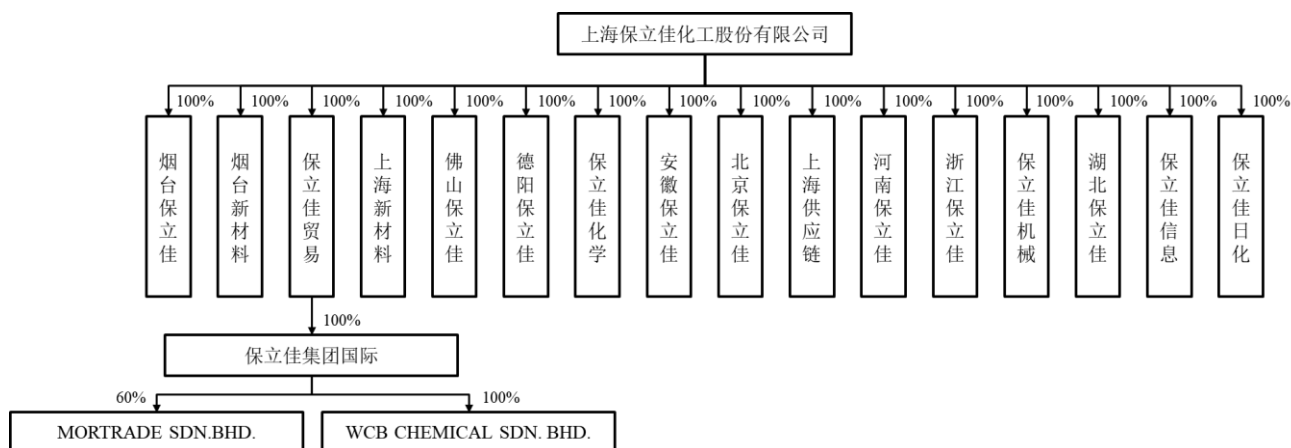 上海保立佳化工股份有限公司
100% 100% 100% 100% 100% 100% 100% 100% 100% 100% 100% 100% 100% 100% 100% 100%
烟台保立佳
烟台新材料
保立佳贸易
上海新材料
佛山保立佳
德阳保立佳
保立佳化学
安徽保立佳
北京保立佳
上海供应链
河南保立佳
浙江保立佳
保立佳机械
湖北保立佳
保立佳信息
保立佳日化
100%
保立佳集团国际
60% 100%
MORTRADE SDN.BHD.
WCB CHEMICAL SDN. BHD.